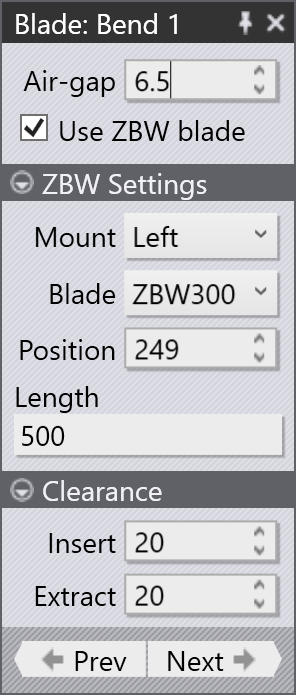 Blade: Bend 1
Air-gap 6.5
Use ZBW blade
ZBW Settings
Mount Left
Blade ZBW300
Position 249
Length
500
Clearance
Insert 20
Extract 20
Prev Next